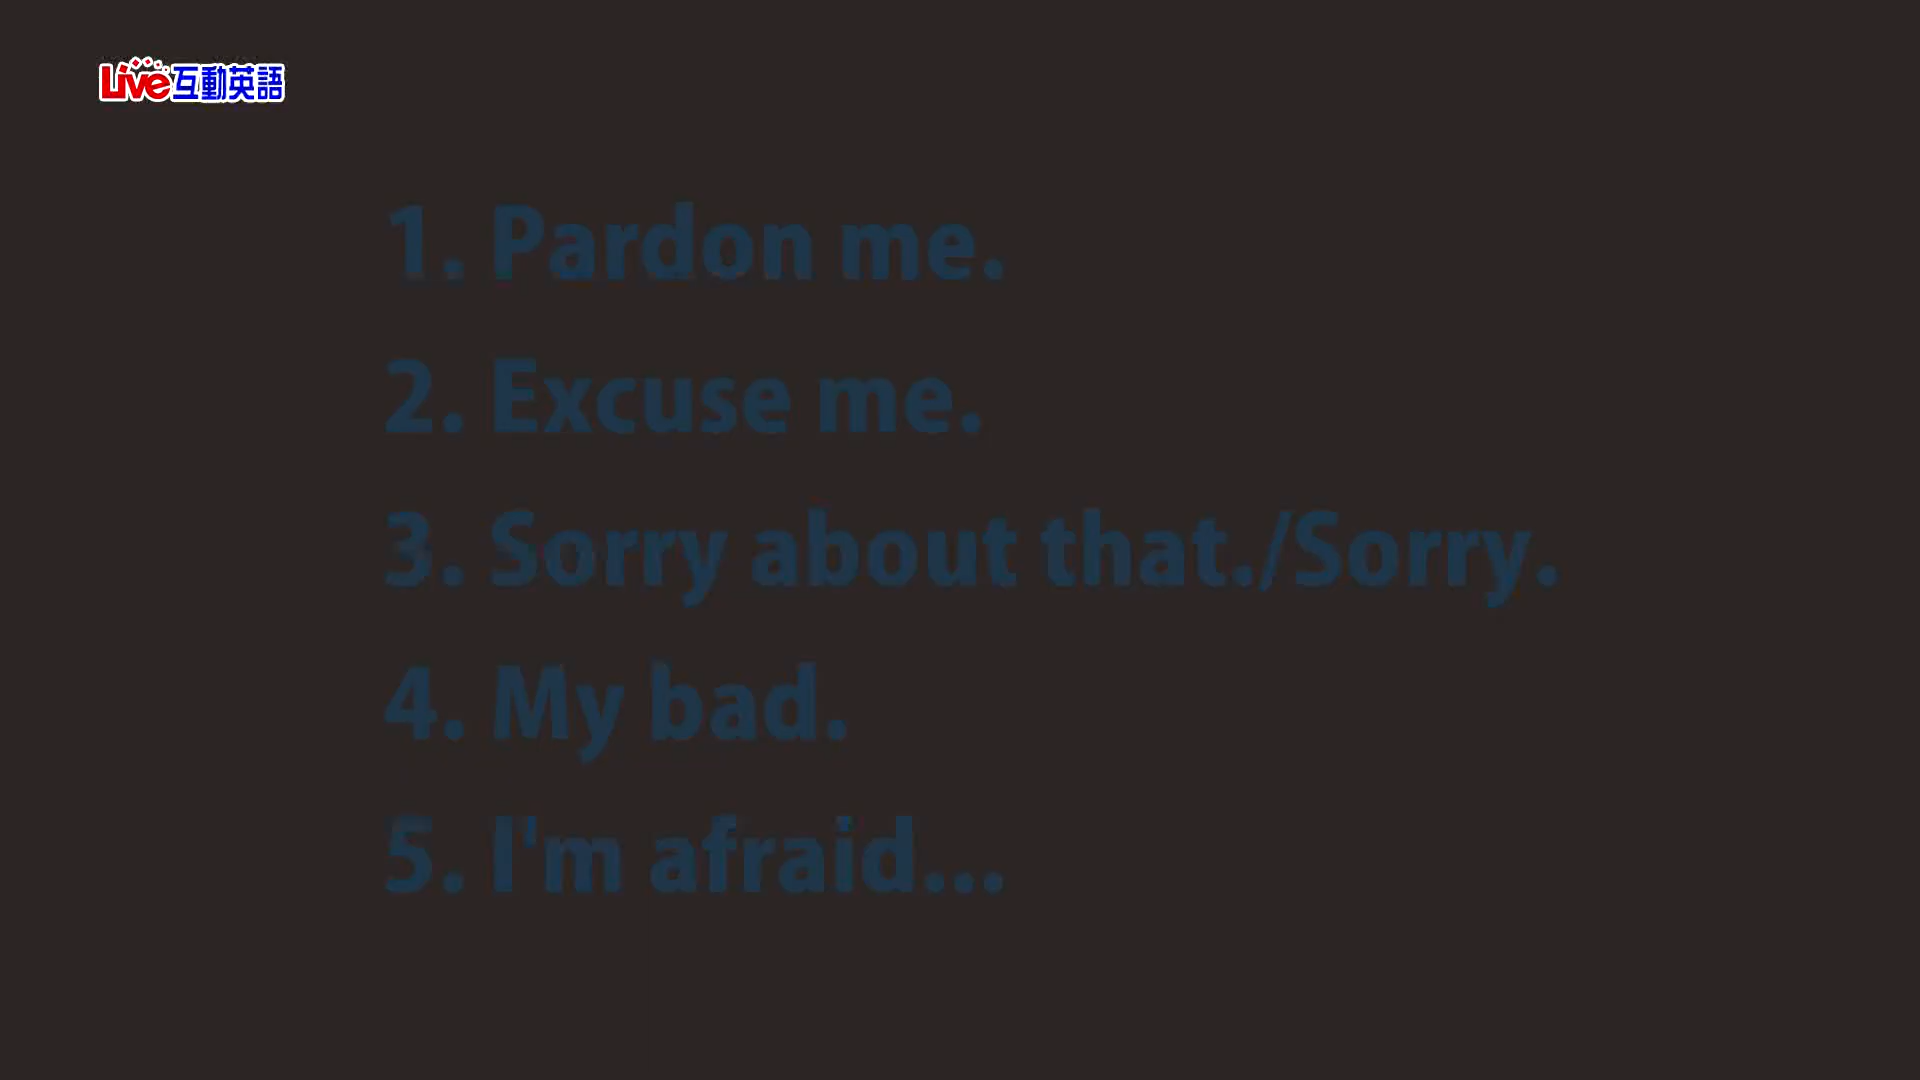 Live互動英語
1. Pardon me.
2. Excuse me.
3. Sorry about that./Sorry.
4. My bad.
5. I'm afraid...